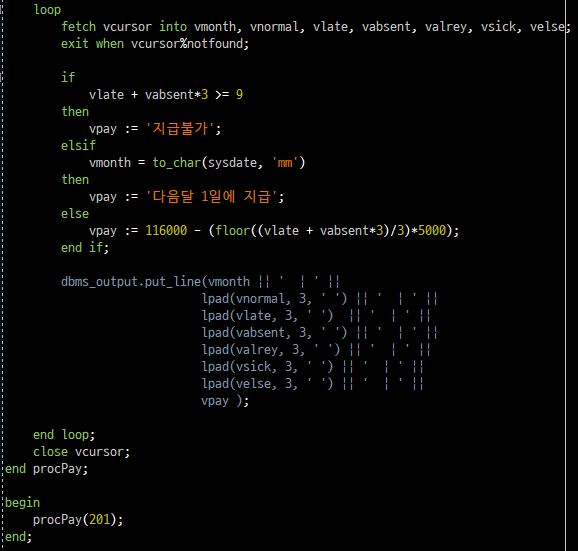 loop
fetch vcursor into vmonth, vnormal, vlate, vabsent, valrey, vsick, velse;
exit when vcursor%notfound;
if
vlate + vabsent*3 >= 9
then
vpay := '지급불가';
elsif
vmonth = to_char(sysdate, 'mm')
then
vpay := '다음달 1일에 지급';
else
vpay := 116000 - (floor((vlate + vabsent*3)/3)*5000);
end if;
dbms_output.put_line(vmonth || '  | ' ||
lpad(vnormal, 3, ' ') || '  | ' ||
lpad(vlate, 3, ' ')  || '  | ' ||
lpad(vabsent, 3, ' ') || '  | ' ||
lpad(valrey, 3, ' ') || '  | ' ||
lpad(vsick, 3, ' ') || '  | ' ||
lpad(velse, 3, ' ') || '  | ' ||
vpay );
end loop;
close vcursor;
end procPay;
begin
procPay(201);
end;